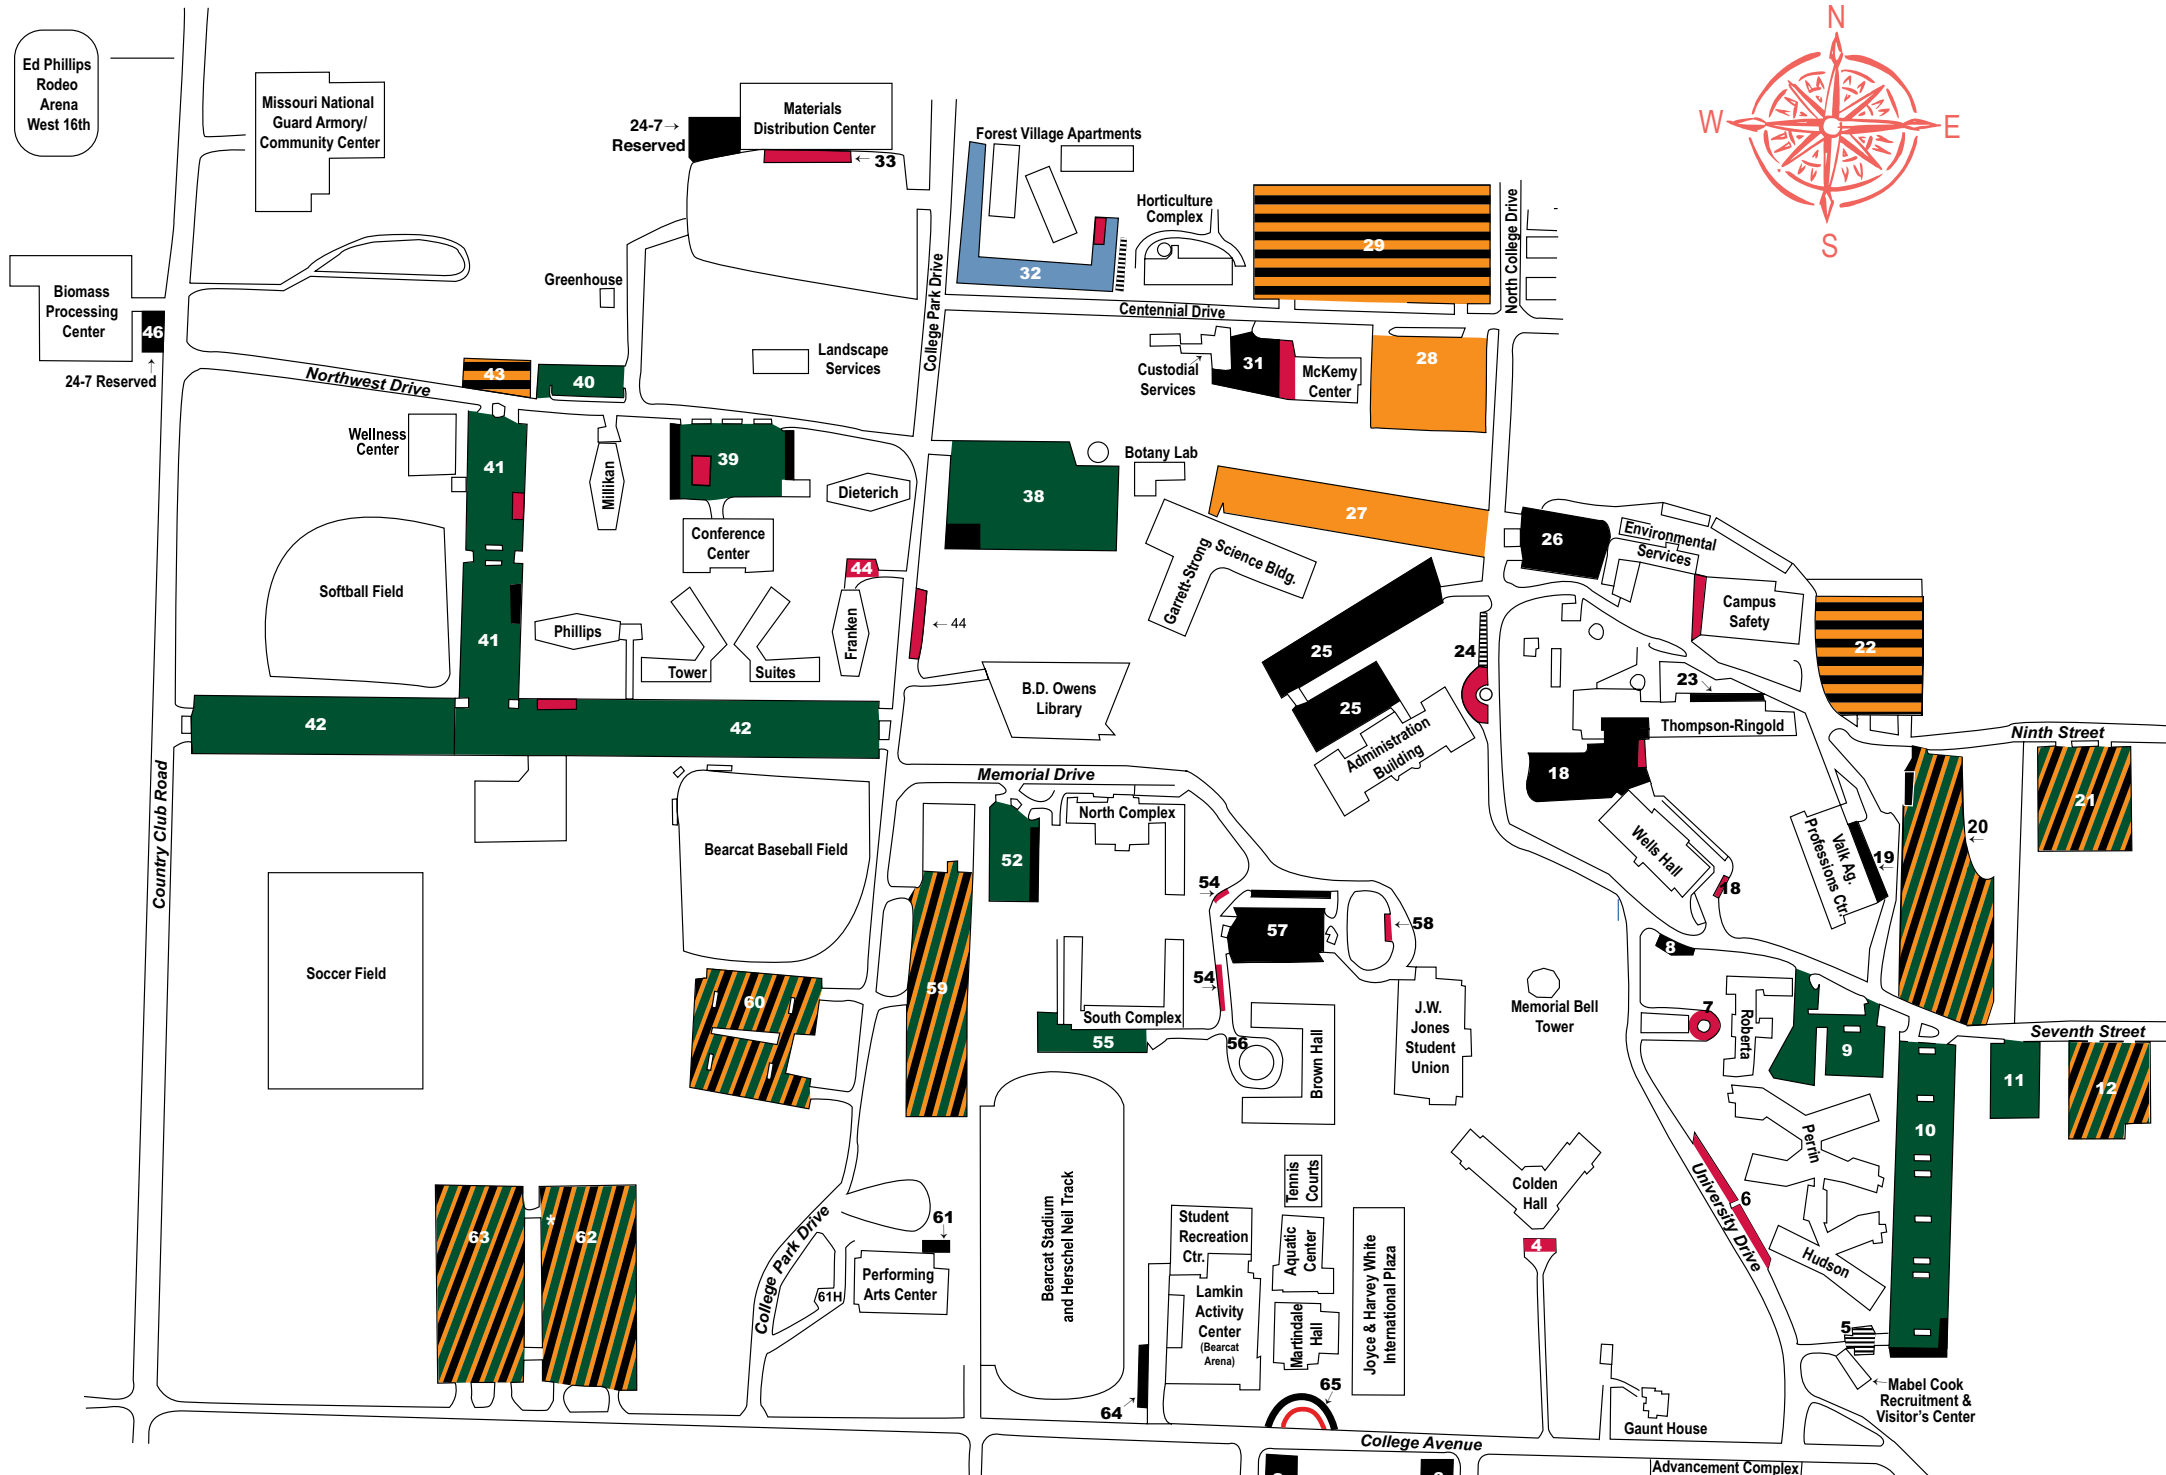 N
W
E
S
Ed Phillips
Rodeo
Arena
West 16th
Missouri National
Guard Armory/
Community Center
24-7→
Reserved
Materials
Distribution Center
← 33
Forest Village Apartments
32
Horticulture
Complex
29
North College Drive
Centennial Drive
College Park Drive
Biomass
Processing
Center
46
↑
24-7 Reserved
Greenhouse
Landscape
Services
Northwest Drive
43
40
Custodial
Services
31
McKemy
Center
28
Wellness
Center
41
Millikan
39
Dieterich
Conference
Center
38
Botany Lab
27
Garrett-Strong
Science Bldg.
26
Environmental
Services
Campus
Safety
22
Softball Field
41
Phillips
Tower
Suites
44
Franken
← 44
B.D. Owens
Library
25
25
Administration
Building
24
23
→
Thompson-Ringold
18
Wells Hall
18
42
42
Country Club Road
Memorial Drive
Ninth Street
21
20
←
19
←
Valk Ag.
Professions Ctr.
Bearcat Baseball Field
52
North Complex
54
→
54
→
57
←58
8
Soccer Field
60
59
South Complex
55
56
Brown Hall
J.W.
Jones
Student
Union
Memorial Bell
Tower
7
Roberta
9
Seventh Street
11
12
10
Perrin
6
University Drive
Hudson
5
Mabel Cook
Recruitment &
Visitor's Center
63
*
62
College Park Drive
61
↓
61H
Performing
Arts Center
Bearcat Stadium
and Herschel Neil Track
Student
Recreation
Ctr.
Lamkin
Activity
Center
(Bearcat
Arena)
Tennis
Courts
Aquatic
Center
Martindale
Hall
Joyce & Harvey White
International Plaza
Colden
Hall
4
64
65
Gaunt House
College Avenue
Advancement Complex